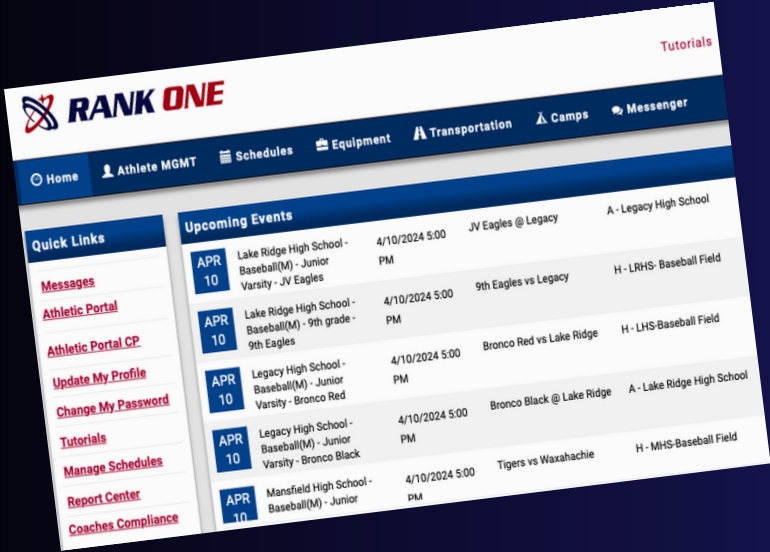 RANK ONE
Tutorials
Home
Athlete MGMT
Schedules
Equipment
Transportation
Camps
Messenger
Quick Links
Messages
Athletic Portal
Athletic Portal CP
Update My Profile
Change My Password
Tutorials
Manage Schedules
Report Center
Coaches Compliance
Upcoming Events
APR
10
Lake Ridge High School -
Baseball(M) - Junior
Varsity - JV Eagles
4/10/2024 5:00
PM
JV Eagles @ Legacy
A - Legacy High School
APR
10
Lake Ridge High School -
Baseball(M) - 9th grade -
9th Eagles
4/10/2024 5:00
PM
9th Eagles vs Legacy
H - LRHS- Baseball Field
APR
10
Legacy High School -
Baseball(M) - Junior
Varsity - Bronco Red
4/10/2024 5:00
PM
Bronco Red vs Lake Ridge
H - LHS-Baseball Field
APR
10
Legacy High School -
Baseball(M) - Junior
Varsity - Bronco Black
4/10/2024 5:00
PM
Bronco Black @ Lake Ridge
A - Lake Ridge High School
APR
10
Mansfield High School -
Baseball(M) - Junior
4/10/2024 5:00
PM
Tigers vs Waxahachie
H - MHS-Baseball Field